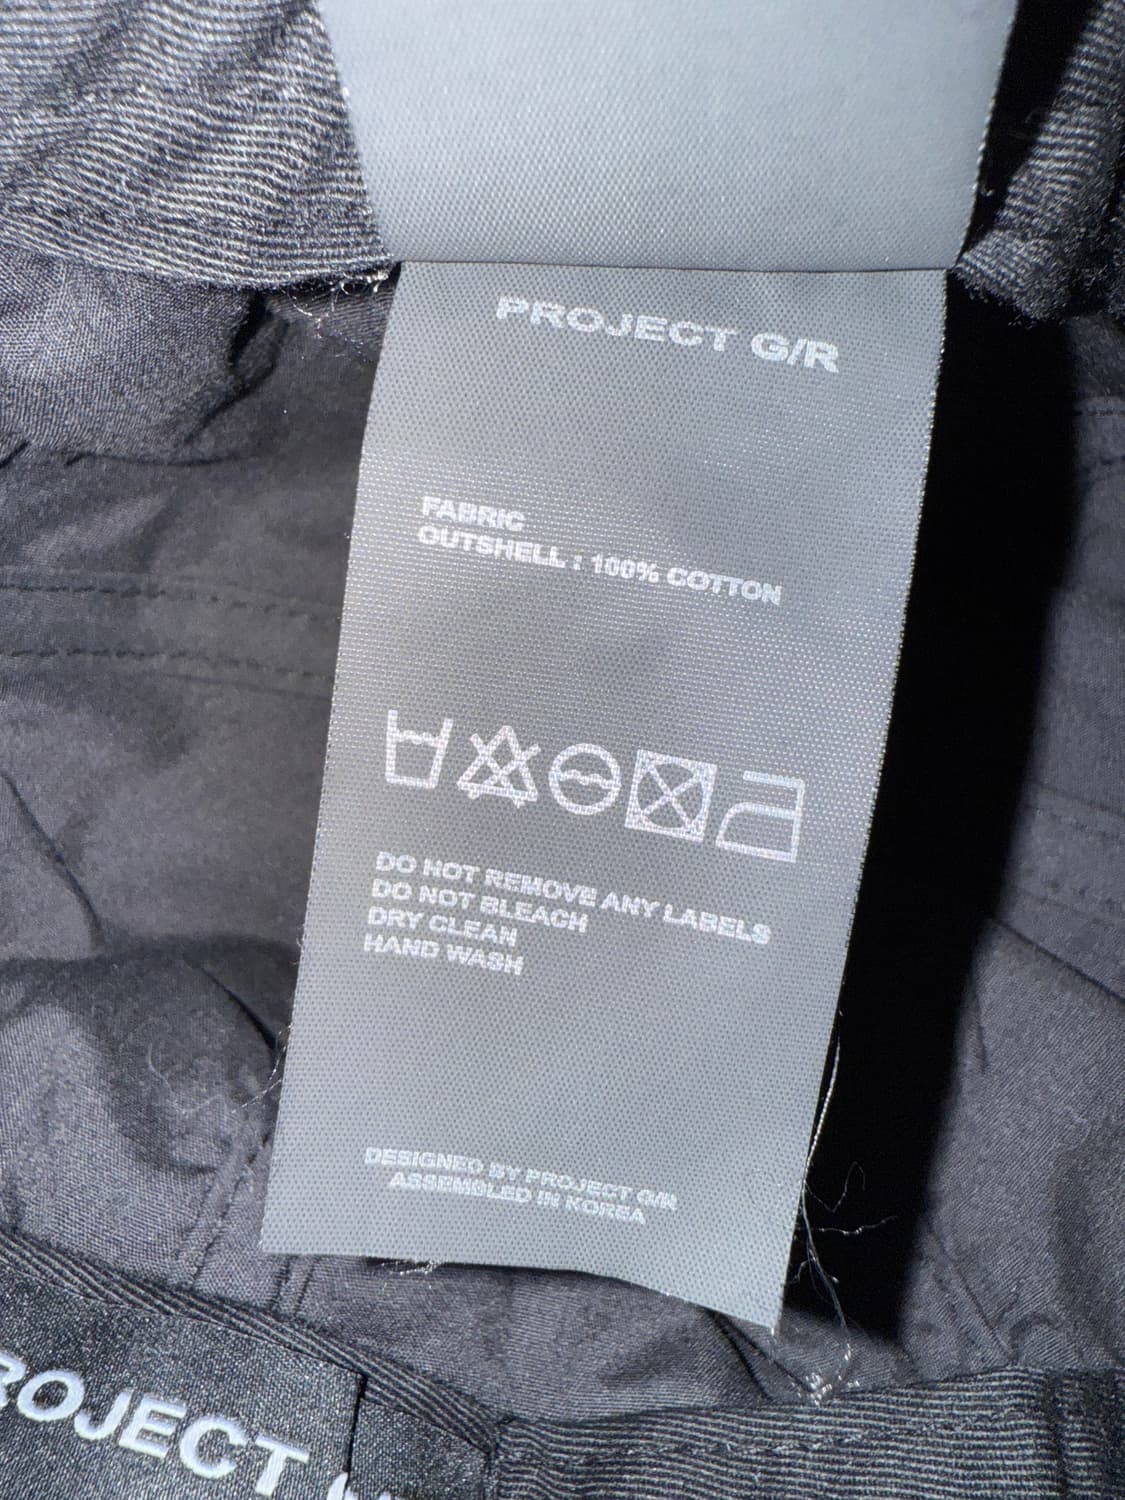 PROJECT G/R
FABRIC
OUTSHELL : 100% COTTON
DO NOT REMOVE ANY LABELS
DO NOT BLEACH
DRY CLEAN
HAND WASH
DESIGNED BY PROJECT G/R
ASSEMBLED IN KOREA
PROJECT